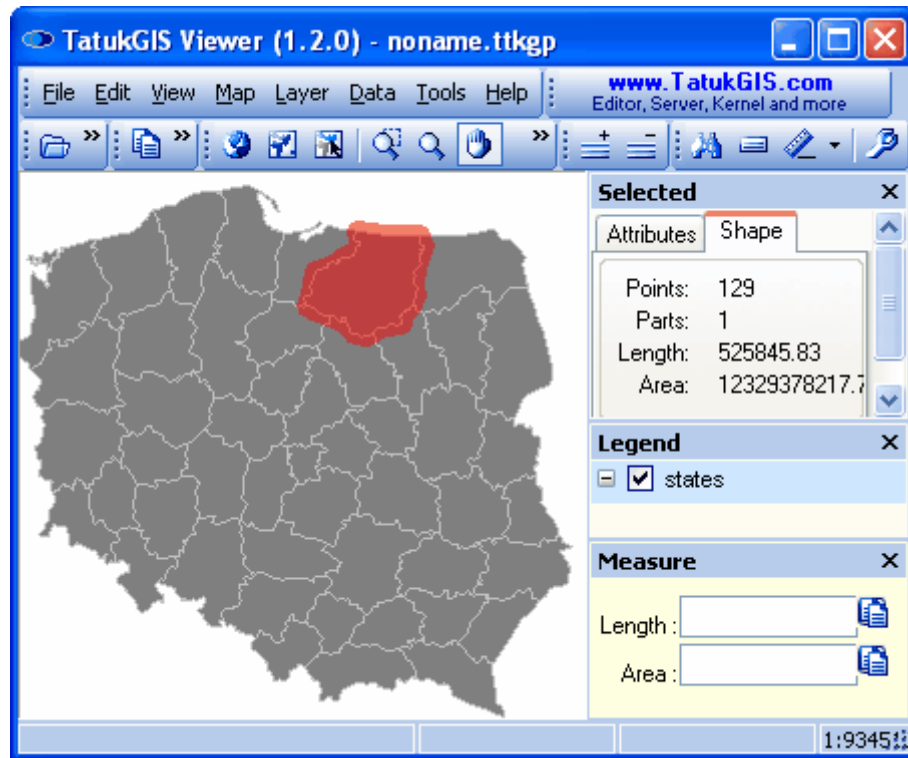 TatukGIS Viewer (1.2.0) - noname.ttkgp
File Edit View Map Layer Data Tools Help
www.TatukGIS.com
Editor, Server, Kernel and more
Selected
Attributes Shape
Points: 129
Parts: 1
Length: 525845.83
Area: 12329378217.7
Legend
states
Measure
Length :
Area :
1:9345